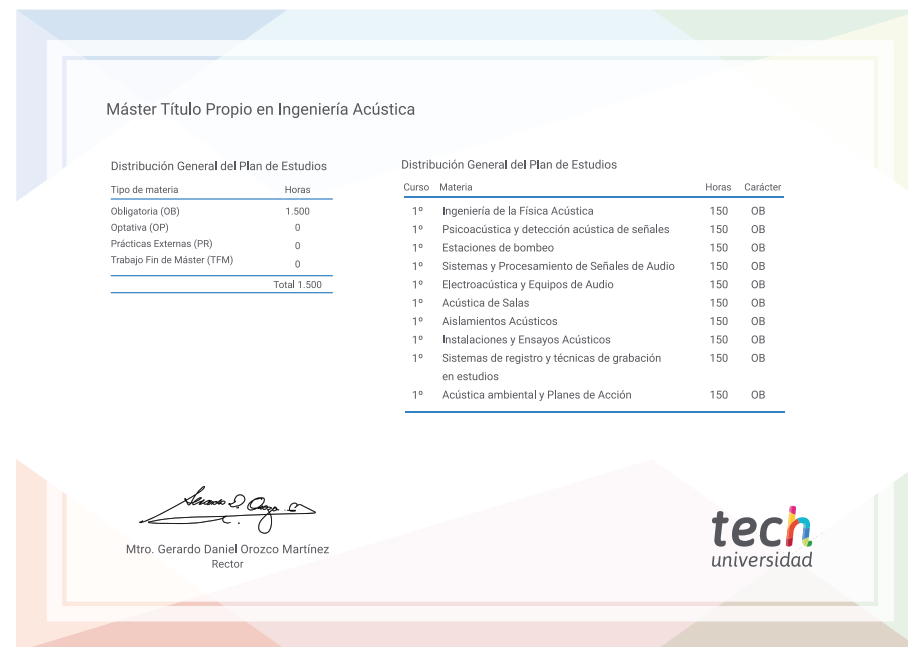 Máster Título Propio en Ingeniería Acústica
Distribución General del Plan de Estudios
Tipo de materia Horas
Obligatoria (OB) 1.500
Optativa (OP) 0
Prácticas Externas (PR) 0
Trabajo Fin de Máster (TFM) 0
Total 1.500
Distribución General del Plan de Estudios
Curso Materia Horas Carácter
1º Ingeniería de la Física Acústica 150 OB
1º Psicoacústica y detección acústica de señales 150 OB
1º Estaciones de bombeo 150 OB
1º Sistemas y Procesamiento de Señales de Audio 150 OB
1º Electroacústica y Equipos de Audio 150 OB
1º Acústica de Salas 150 OB
1º Aislamientos Acústicos 150 OB
1º Instalaciones y Ensayos Acústicos 150 OB
1º Sistemas de registro y técnicas de grabación 150 OB
en estudios
1º Acústica ambiental y Planes de Acción 150 OB
Mtro. Gerardo Daniel Orozco Martínez
Rector
tech
universidad